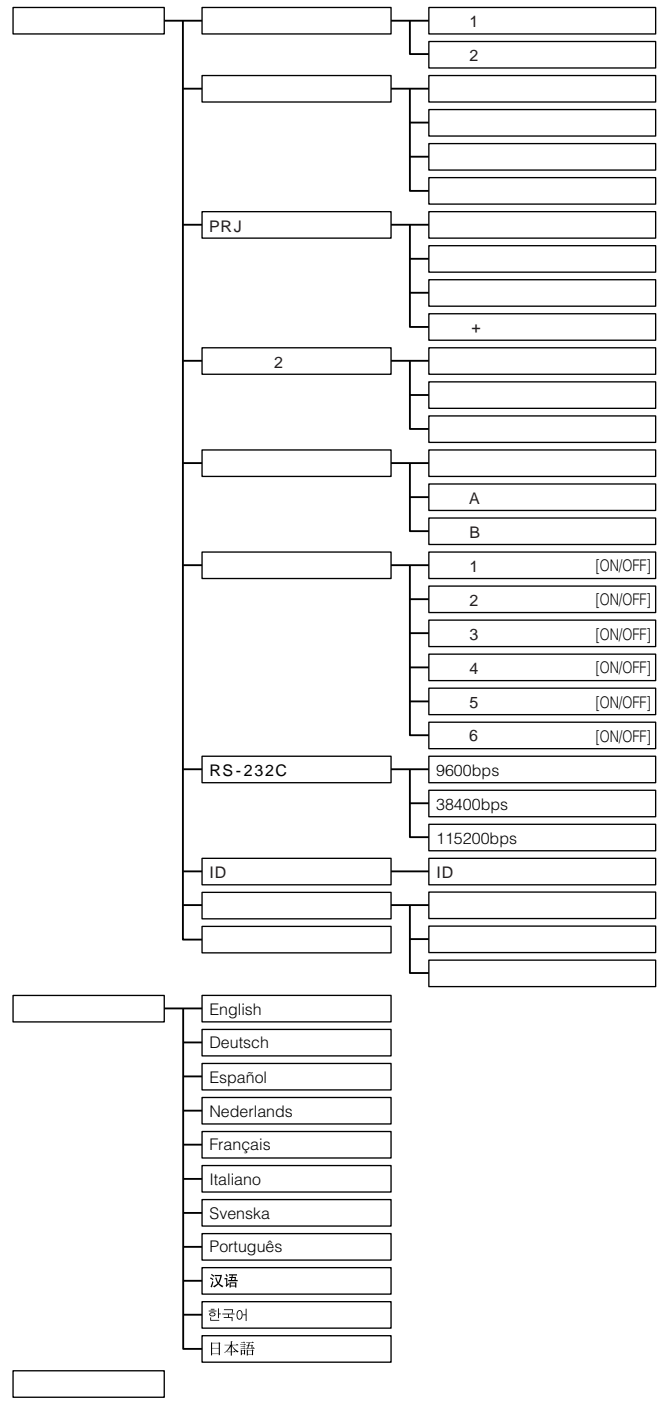 1
2
PRJ
+
2
A
B
1 [ON/OFF]
2 [ON/OFF]
3 [ON/OFF]
4 [ON/OFF]
5 [ON/OFF]
6 [ON/OFF]
RS-232C 9600bps
38400bps
115200bps
ID ID
English
Deutsch
Español
Nederlands
Français
Italiano
Svenska
Português
汉语
한국어
日本語